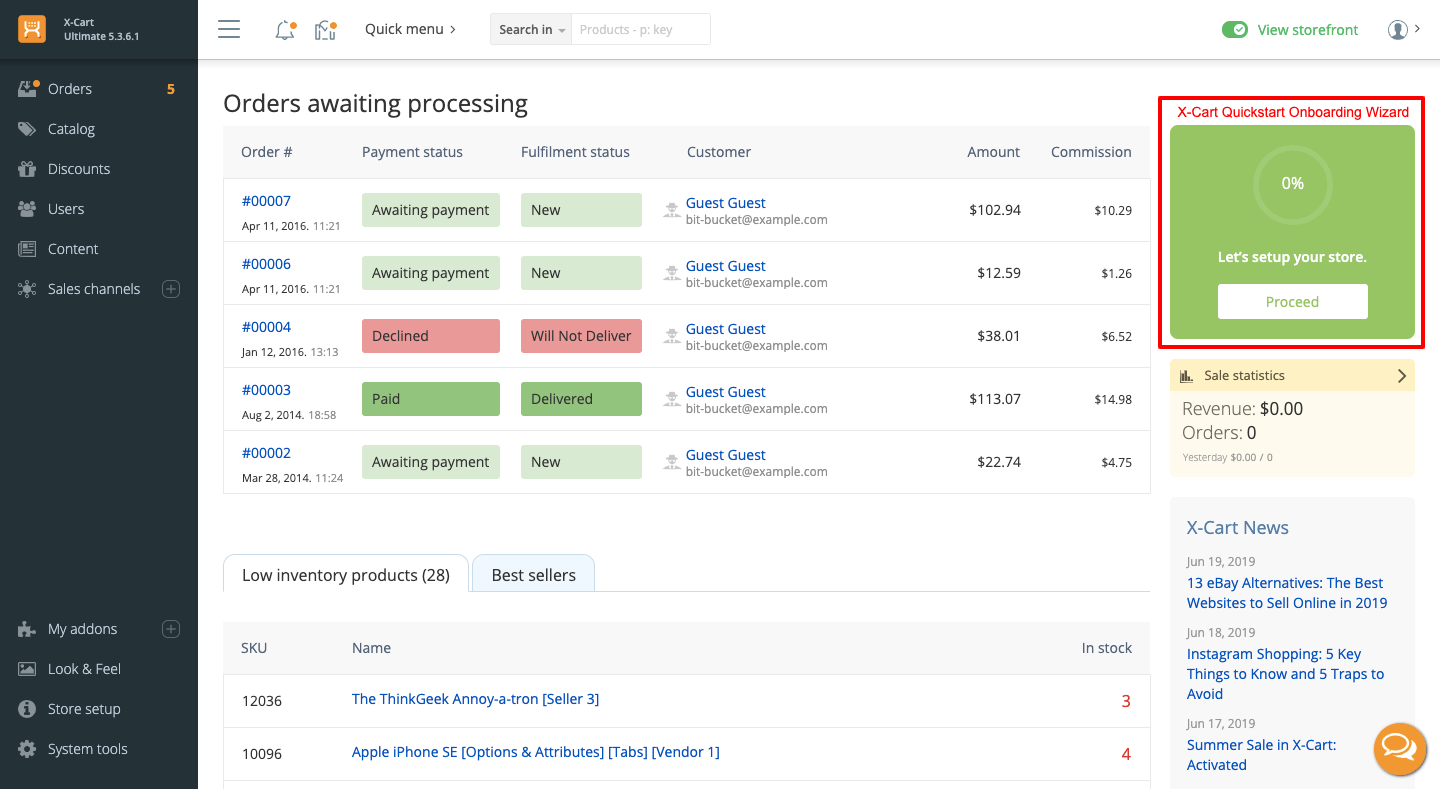 X-Cart
Ultimate 5.3.6.1
Quick menu
Search in
Products - p: key
View storefront
Orders 5
Catalog
Discounts
Users
Content
Sales channels
My addons
Look & Feel
Store setup
System tools
Orders awaiting processing
Order # Payment status Fulfilment status Customer Amount Commission
#00007 Awaiting payment New Guest Guest $102.94 $10.29
Apr 11, 2016. 11:21 bit-bucket@example.com
#00006 Awaiting payment New Guest Guest $12.59 $1.26
Apr 11, 2016. 11:21 bit-bucket@example.com
#00004 Declined Will Not Deliver Guest Guest $38.01 $6.52
Jan 12, 2016. 13:13 bit-bucket@example.com
#00003 Paid Delivered Guest Guest $113.07 $14.98
Aug 2, 2014. 18:58 bit-bucket@example.com
#00002 Awaiting payment New Guest Guest $22.74 $4.75
Mar 28, 2014. 11:24 bit-bucket@example.com
Low inventory products (28) Best sellers
SKU Name In stock
12036 The ThinkGeek Annoy-a-tron [Seller 3] 3
10096 Apple iPhone SE [Options & Attributes] [Tabs] [Vendor 1] 4
X-Cart Quickstart Onboarding Wizard
0%
Let's setup your store.
Proceed
Sale statistics
Revenue: $0.00
Orders: 0
Yesterday $0.00 / 0
X-Cart News
Jun 19, 2019
13 eBay Alternatives: The Best
Websites to Sell Online in 2019
Jun 18, 2019
Instagram Shopping: 5 Key
Things to Know and 5 Traps to
Avoid
Jun 17, 2019
Summer Sale in X-Cart:
Activated